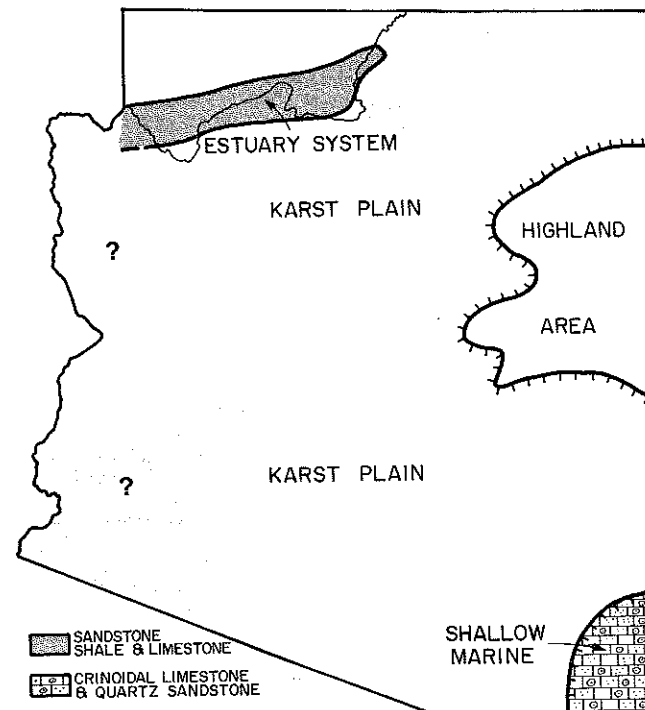 ESTUARY SYSTEM
KARST PLAIN
HIGHLAND
AREA
?
?
KARST PLAIN
SHALLOW
MARINE
SANDSTONE
SHALE & LIMESTONE
CRINOIDAL LIMESTONE
& QUARTZ SANDSTONE